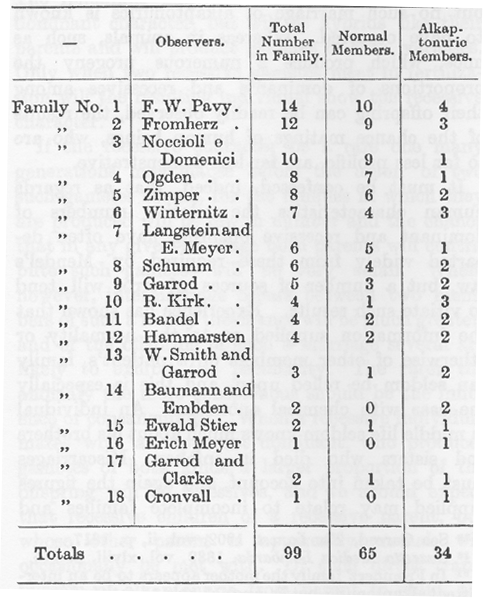 Observers. Total Number in Family. Normal Members. Alkap-tonuric Members.
Family No. 1 F. W. Pavy. 14 10 4
„ 2 Fromherz . 12 9 3
„ 3 Noccioli e
Domenici 10 9 1
„ 4 Ogden . 8 7 1
„ 5 Zimper . . 8 6 2
„ 6 Winternitz . 7 4 3
„ 7 Langstein and
E. Meyer. 6 5 1
„ 8 Schumm . 6 4 2
„ 9 Garrod . . 5 3 2
„ 10 R. Kirk. . 4 1 3
„ 11 Bandel . . 4 2 2
„ 12 Hammarsten 4 2 2
„ 13 W. Smith and
Garrod 3 1 2
„ 14 Baumann and
Embden . 2 0 2
„ 15 Ewald Stier 2 1 1
„ 16 Erich Meyer 1 0 1
„ 17 Garrod and
Clarke 2 1 1
„ 18 Cronvall . 1 0 1
Totals . . . . . 99 65 34